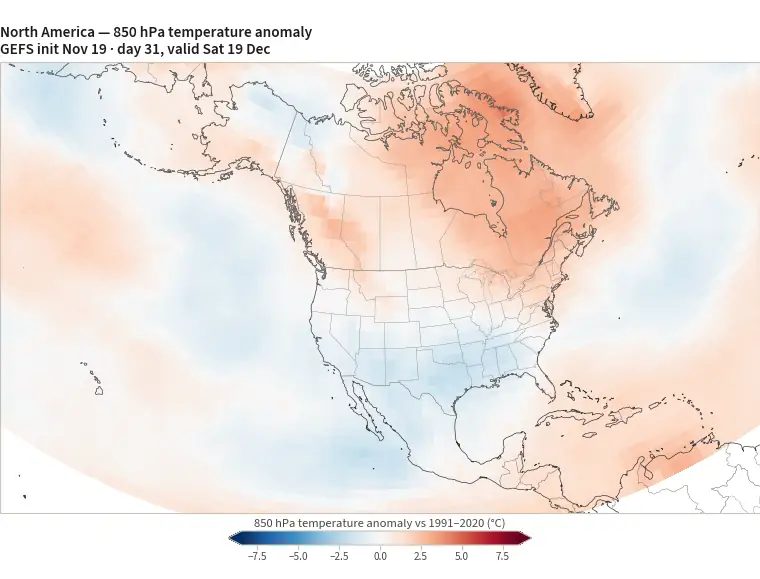 North America — 850 hPa temperature anomaly
GEFS init Nov 19 · day 31, valid Sat 19 Dec
850 hPa temperature anomaly vs 1991–2020 (°C)
−7.5 −5.0 −2.5 0.0 2.5 5.0 7.5